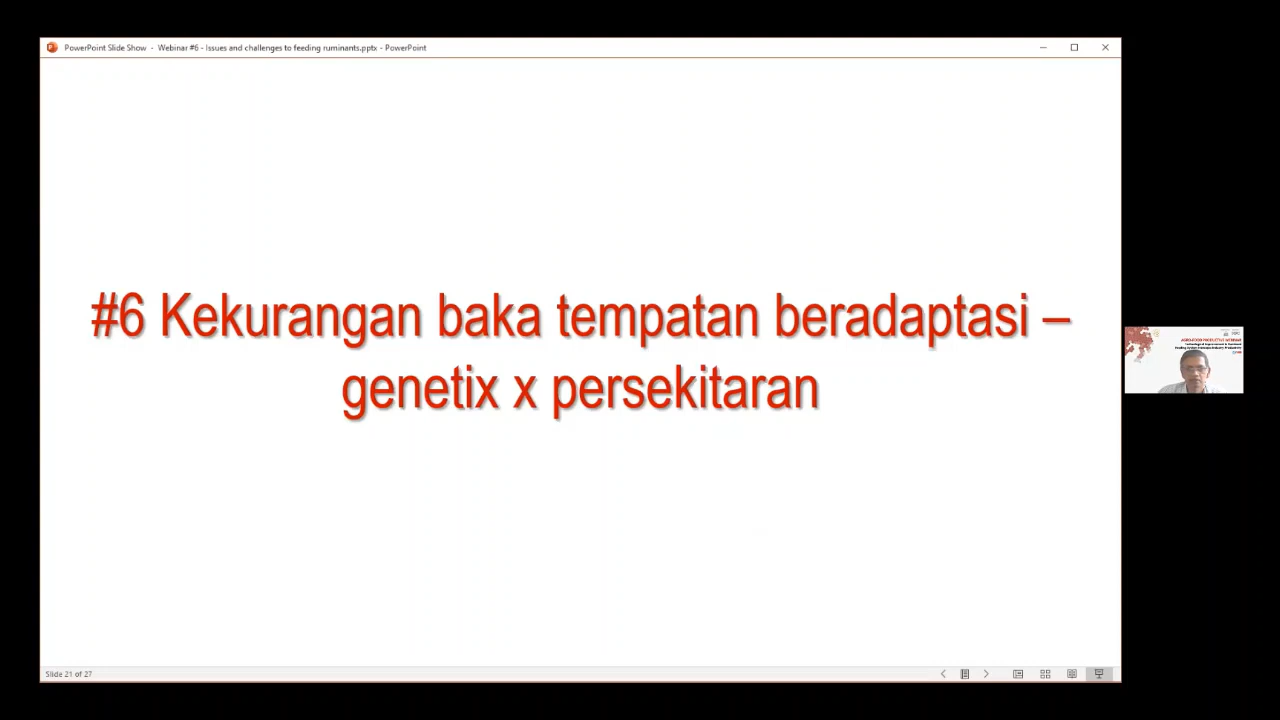 PowerPoint Slide Show - Webinar #6 - Issues and challenges to feeding ruminants.pptx - PowerPoint
#6 Kekurangan baka tempatan beradaptasi –
genetix x persekitaran
Slide 21 of 27